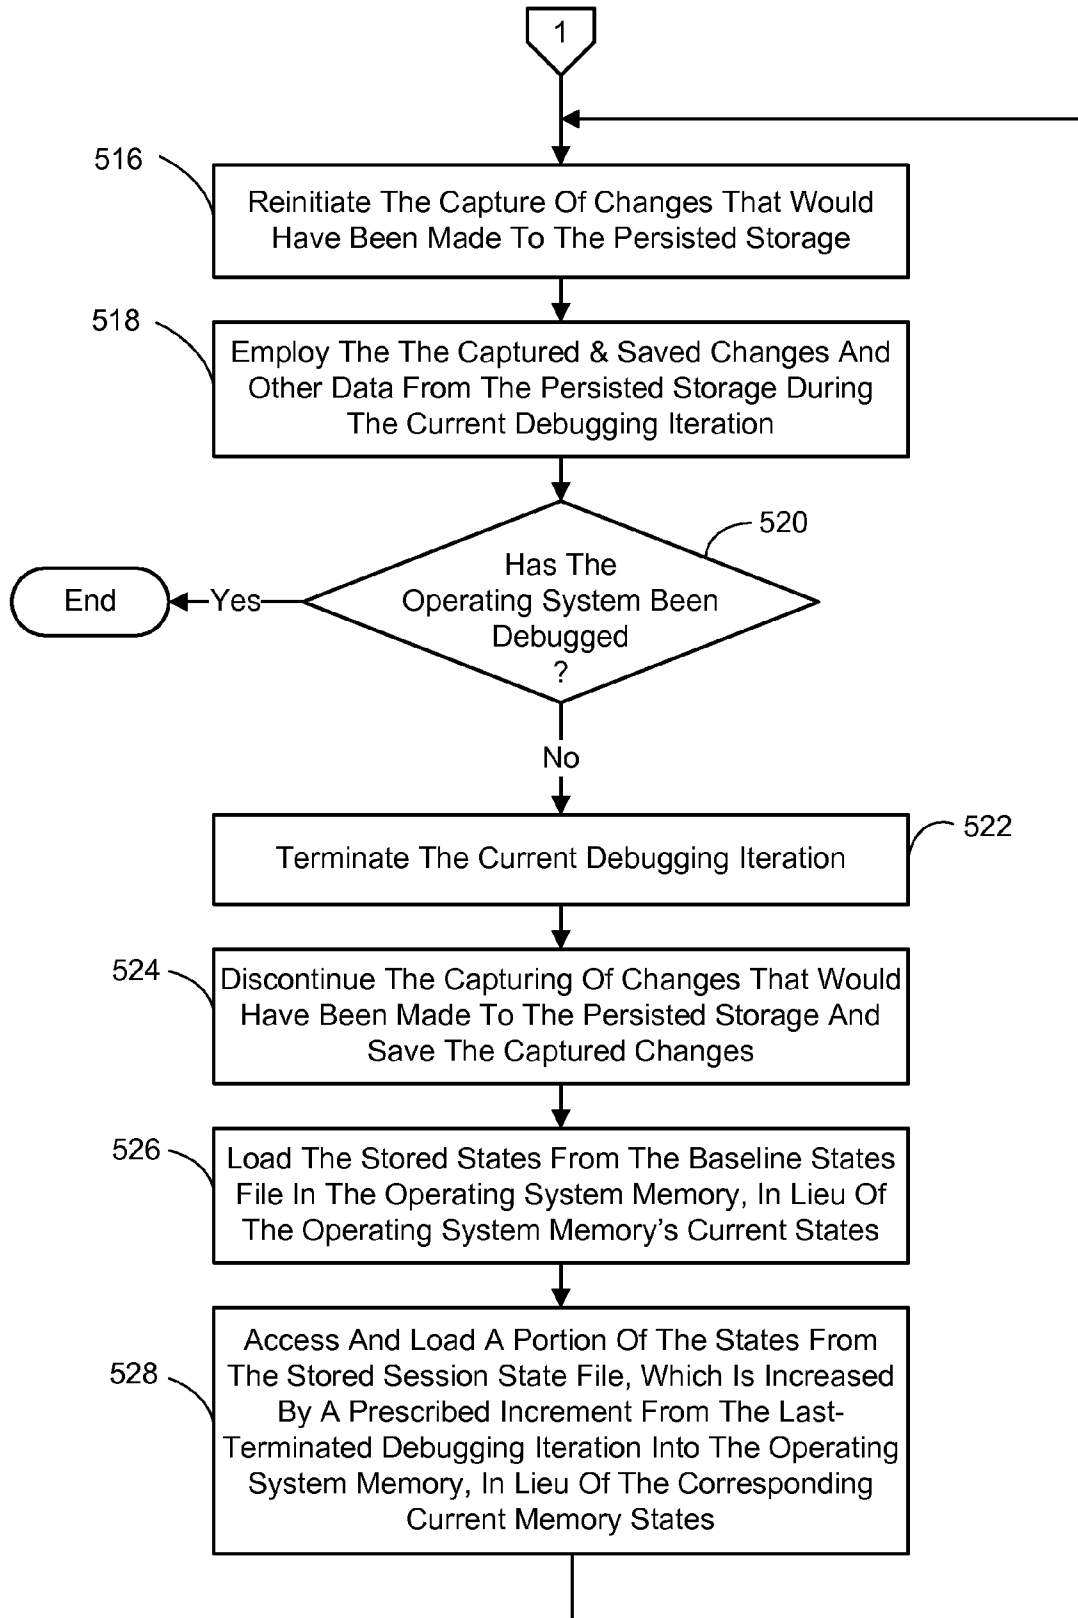 1
516
Reinitiate The Capture Of Changes That Would
Have Been Made To The Persisted Storage
518
Employ The The Captured & Saved Changes And
Other Data From The Persisted Storage During
The Current Debugging Iteration
520
Has The
Operating System Been
Debugged
?
End
Yes
No
522
Terminate The Current Debugging Iteration
524
Discontinue The Capturing Of Changes That Would
Have Been Made To The Persisted Storage And
Save The Captured Changes
526
Load The Stored States From The Baseline States
File In The Operating System Memory, In Lieu Of
The Operating System Memory's Current States
528
Access And Load A Portion Of The States From
The Stored Session State File, Which Is Increased
By A Prescribed Increment From The Last-
Terminated Debugging Iteration Into The Operating
System Memory, In Lieu Of The Corresponding
Current Memory States